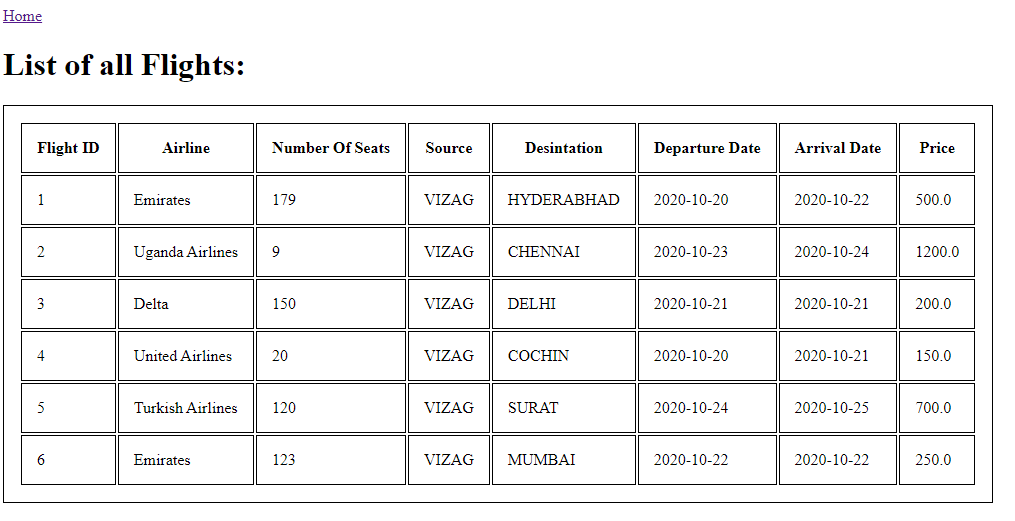 Home
List of all Flights:
Flight ID Airline Number Of Seats Source Desintation Departure Date Arrival Date Price
1 Emirates 179 VIZAG HYDERABHAD 2020-10-20 2020-10-22 500.0
2 Uganda Airlines 9 VIZAG CHENNAI 2020-10-23 2020-10-24 1200.0
3 Delta 150 VIZAG DELHI 2020-10-21 2020-10-21 200.0
4 United Airlines 20 VIZAG COCHIN 2020-10-20 2020-10-21 150.0
5 Turkish Airlines 120 VIZAG SURAT 2020-10-24 2020-10-25 700.0
6 Emirates 123 VIZAG MUMBAI 2020-10-22 2020-10-22 250.0